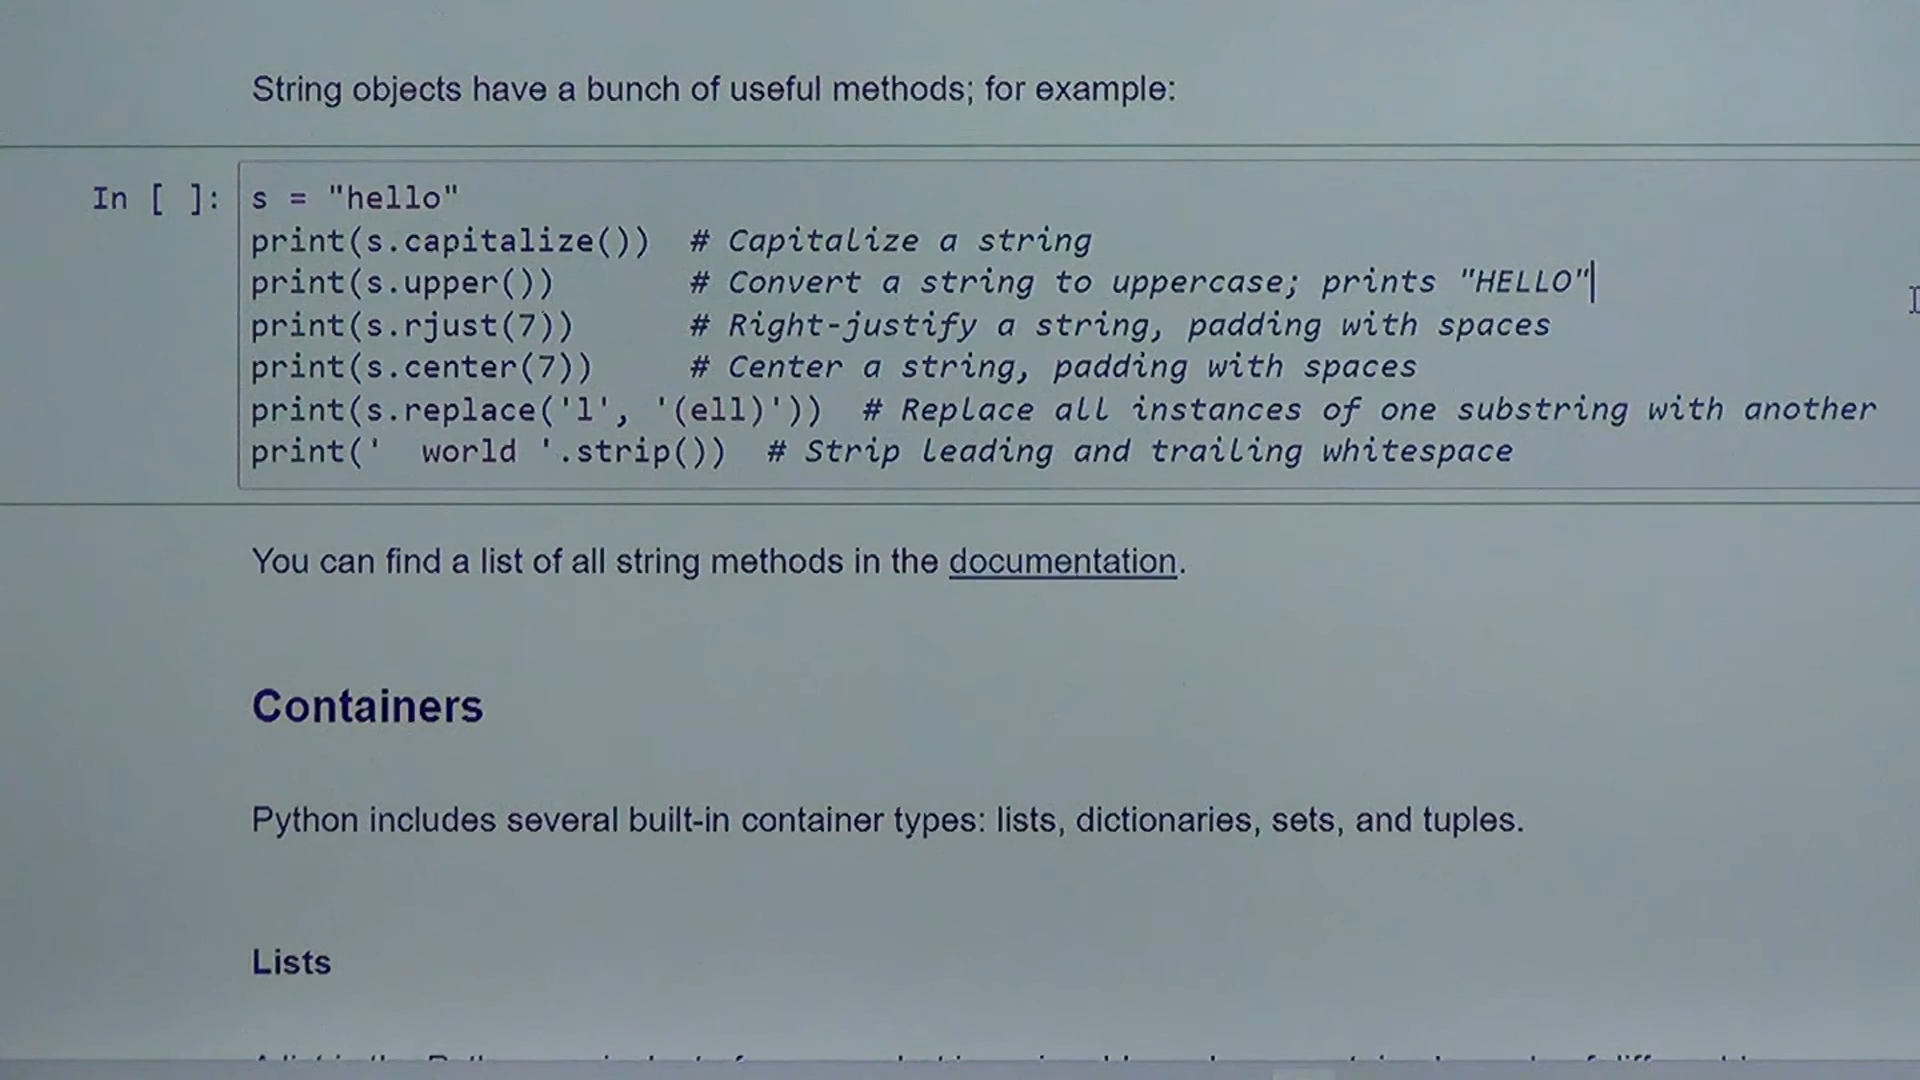 String objects have a bunch of useful methods; for example:
In [ ]: s = "hello"
print(s.capitalize())  # Capitalize a string
print(s.upper())       # Convert a string to uppercase; prints "HELLO"
print(s.rjust(7))      # Right-justify a string, padding with spaces
print(s.center(7))     # Center a string, padding with spaces
print(s.replace('l', '(ell)'))  # Replace all instances of one substring with another
print('  world '.strip())  # Strip leading and trailing whitespace
You can find a list of all string methods in the documentation.
Containers
Python includes several built-in container types: lists, dictionaries, sets, and tuples.
Lists